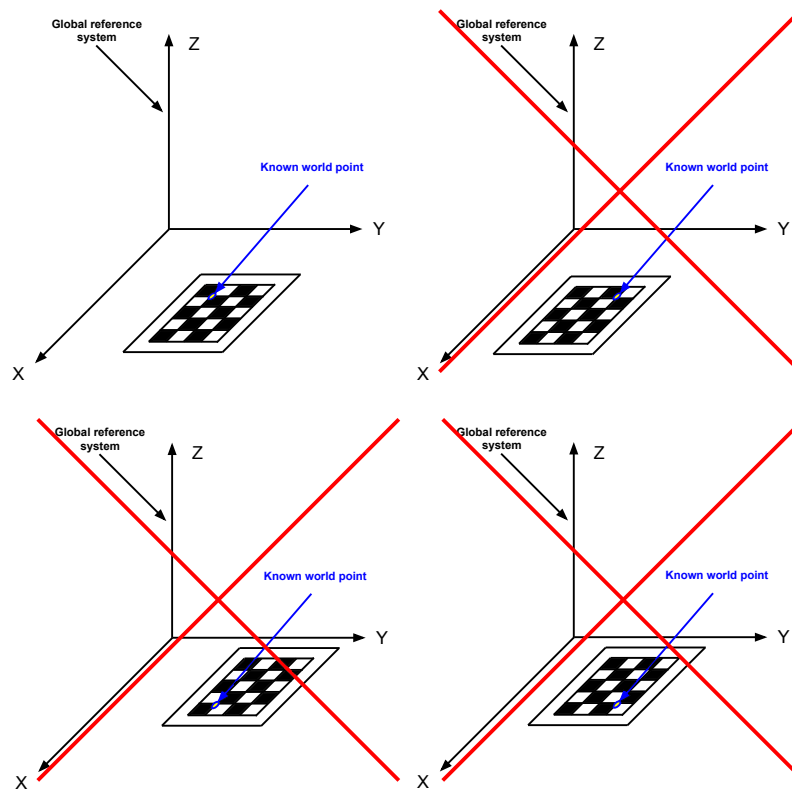 Global reference
system
Z
Known world point
Y
X
Global reference
system
Z
Known world point
Y
X
Global reference
system
Z
Known world point
Y
X
Global reference
system
Z
Known world point
Y
X